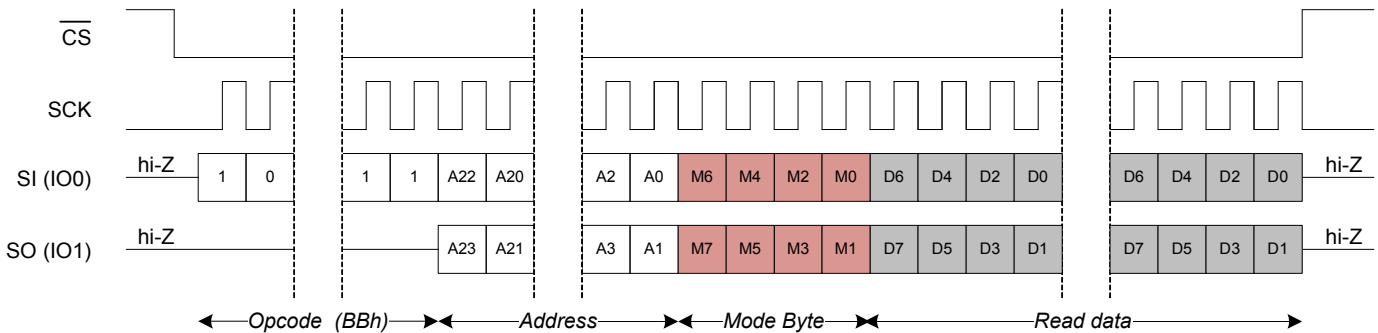 CS
SCK
hi-Z
SI (IO0) 1 0 1 1 A22 A20 A2 A0 M6 M4 M2 M0 D6 D4 D2 D0 D6 D4 D2 D0 hi-Z
hi-Z
SO (IO1) A23 A21 A3 A1 M7 M5 M3 M1 D7 D5 D3 D1 D7 D5 D3 D1 hi-Z
Opcode (BBh) Address Mode Byte Read data